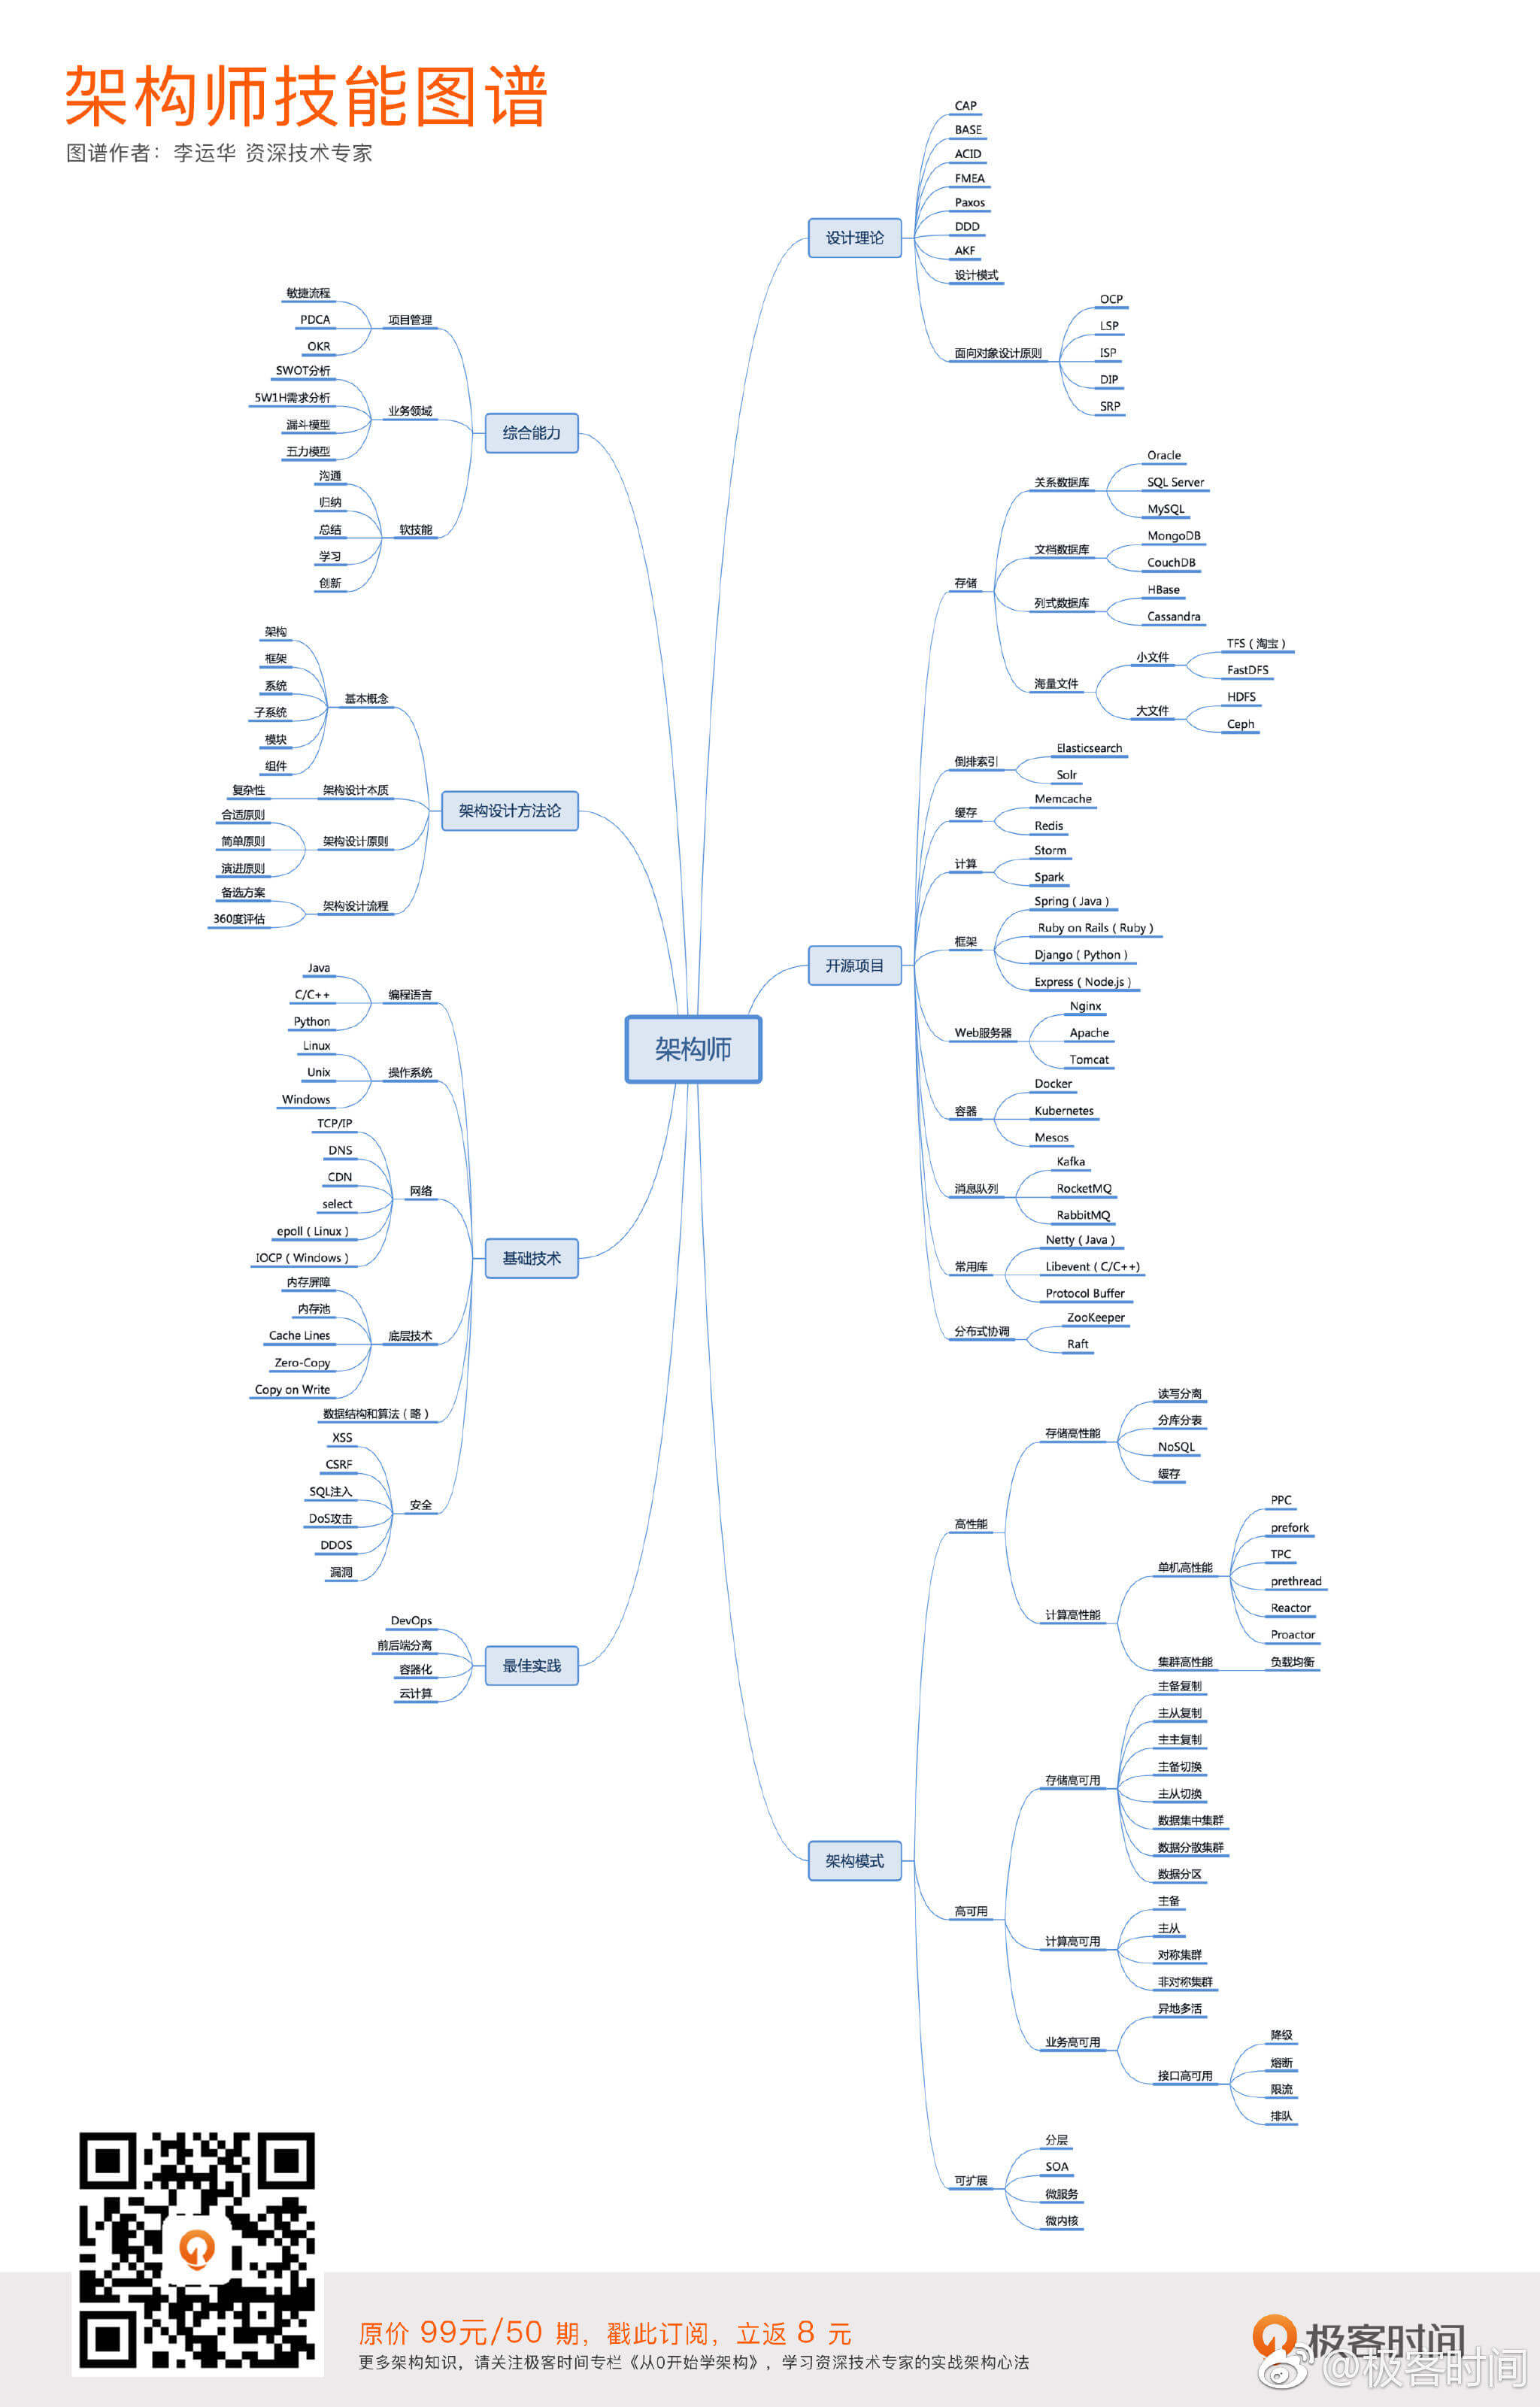 架构师技能图谱
图谱作者：李运华 资深技术专家
架构师
设计理论
CAP
BASE
ACID
FMEA
Paxos
DDD
AKF
设计模式
面向对象设计原则
OCP
LSP
ISP
DIP
SRP
综合能力
项目管理
敏捷流程
PDCA
OKR
业务领域
SWOT分析
5W1H需求分析
漏斗模型
五力模型
软技能
沟通
归纳
总结
学习
创新
架构设计方法论
基本概念
架构
框架
系统
子系统
模块
组件
架构设计本质
复杂性
架构设计原则
合适原则
简单原则
演进原则
架构设计流程
备选方案
360度评估
基础技术
编程语言
Java
C/C++
Python
操作系统
Linux
Unix
Windows
网络
TCP/IP
DNS
CDN
select
epoll（Linux）
IOCP（Windows）
底层技术
内存屏障
内存池
Cache Lines
Zero-Copy
Copy on Write
数据结构和算法（略）
安全
XSS
CSRF
SQL注入
DoS攻击
DDOS
漏洞
最佳实践
DevOps
前后端分离
容器化
云计算
开源项目
存储
关系数据库
Oracle
SQL Server
MySQL
文档数据库
MongoDB
CouchDB
列式数据库
HBase
Cassandra
海量文件
小文件
TFS（淘宝）
FastDFS
大文件
HDFS
Ceph
倒排索引
Elasticsearch
Solr
缓存
Memcache
Redis
计算
Storm
Spark
框架
Spring（Java）
Ruby on Rails（Ruby）
Django（Python）
Express（Node.js）
Web服务器
Nginx
Apache
Tomcat
容器
Docker
Kubernetes
Mesos
消息队列
Kafka
RocketMQ
RabbitMQ
常用库
Netty（Java）
Libevent（C/C++)
Protocol Buffer
分布式协调
ZooKeeper
Raft
架构模式
高性能
存储高性能
读写分离
分库分表
NoSQL
缓存
计算高性能
单机高性能
PPC
prefork
TPC
prethread
Reactor
Proactor
集群高性能
负载均衡
高可用
存储高可用
主备复制
主从复制
主主复制
主备切换
主从切换
数据集中集群
数据分散集群
数据分区
计算高可用
主备
主从
对称集群
非对称集群
业务高可用
异地多活
接口高可用
降级
熔断
限流
排队
可扩展
分层
SOA
微服务
微内核
原价 99元/50 期，戳此订阅，立返 8 元
更多架构知识，请关注极客时间专栏《从0开始学架构》，学习资深技术专家的实战架构心法
极客时间
@极客时间